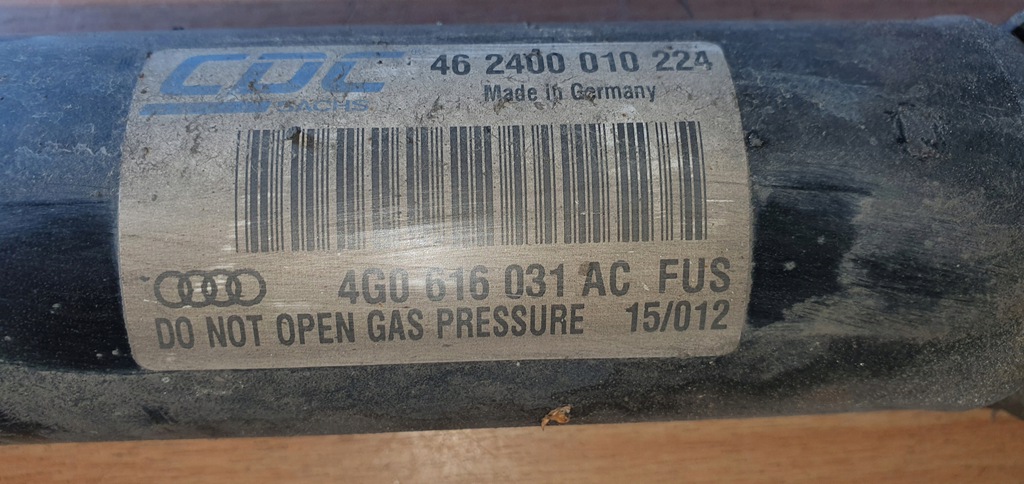 CDC
46 2400 010 224
SACHS
Made in Germany
4G0 616 031 AC FUS
DO NOT OPEN GAS PRESSURE 15/012